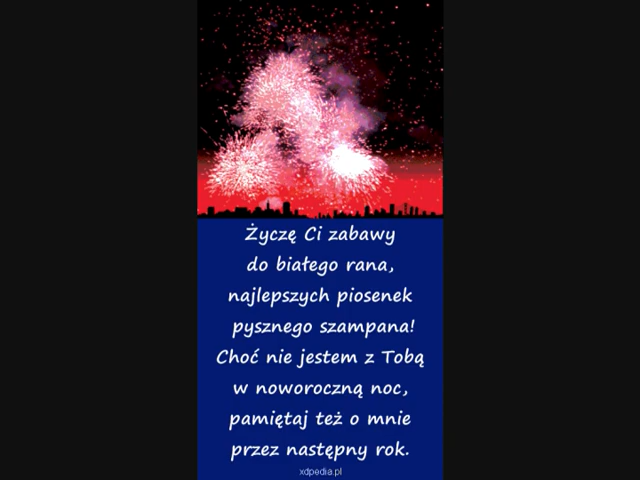 Życzę Ci zabawy
do białego rana,
najlepszych piosenek
pysznego szampana!
Choć nie jestem z Tobą
w noworoczną noc,
pamiętaj też o mnie
przez następny rok.
xdpedia.pl